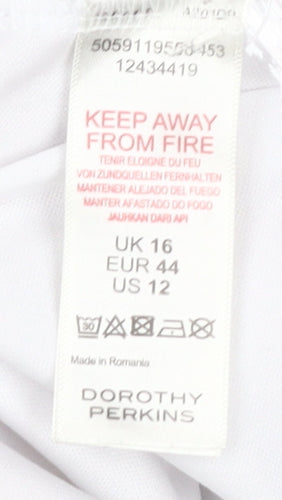 12434419
KEEP AWAY
FROM FIRE
TENIR ELOIGNE DU FEU
VON ZUNDQUELLEN FERNHALTEN
MANTENER ALEJADO DEL FUEGO
MANTER AFASTADO DO FOGO
JAUHKAN DARI API
UK 16
EUR 44
US 12
30
Made in Romania
DOROTHY
PERKINS